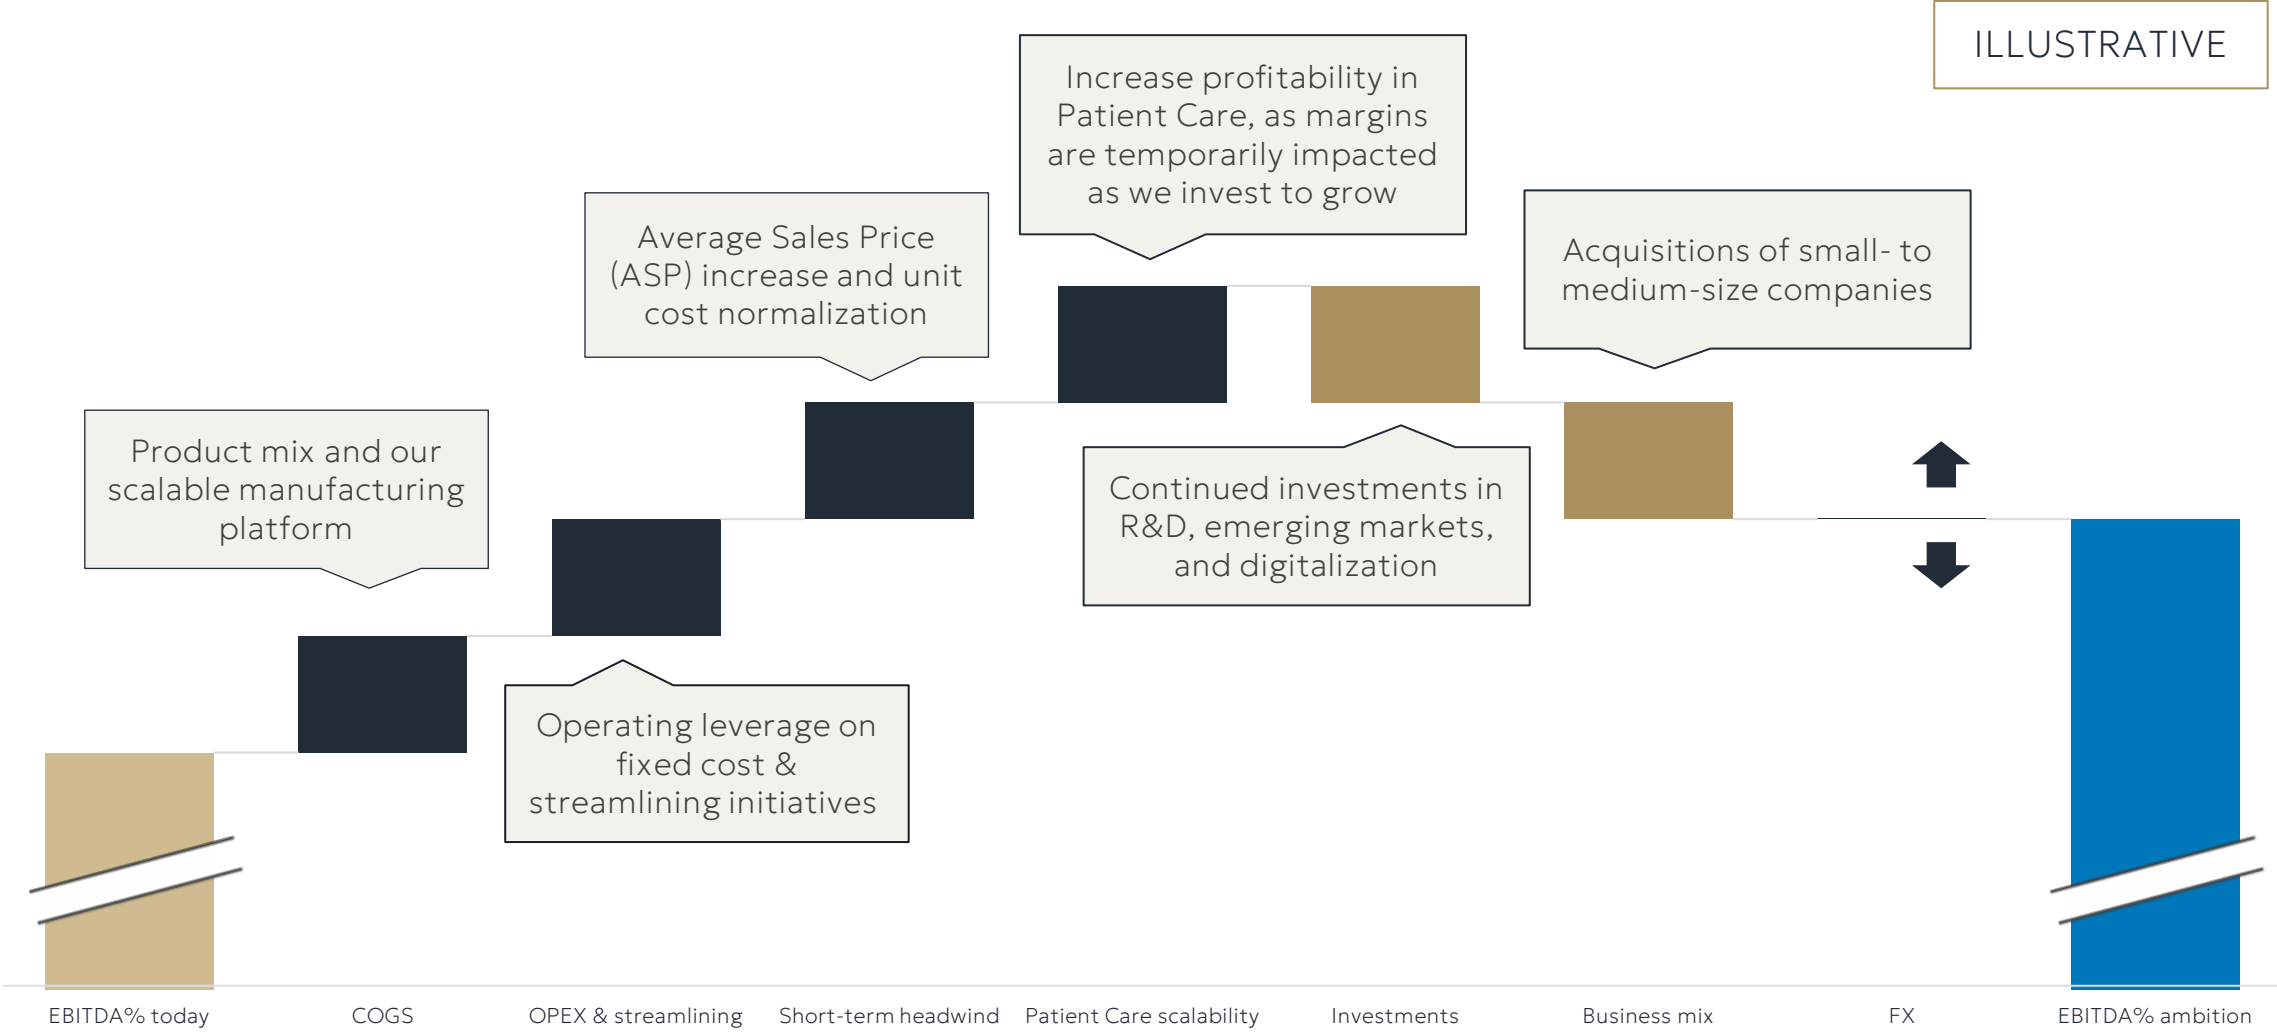 ILLUSTRATIVE
Increase profitability in
Patient Care, as margins
are temporarily impacted
as we invest to grow
Average Sales Price
(ASP) increase and unit
cost normalization
Acquisitions of small- to
medium-size companies
Product mix and our
scalable manufacturing
platform
Continued investments in
R&D, emerging markets,
and digitalization
Operating leverage on
fixed cost &
streamlining initiatives
EBITDA% today
COGS
OPEX & streamlining
Short-term headwind
Patient Care scalability
Investments
Business mix
FX
EBITDA% ambition